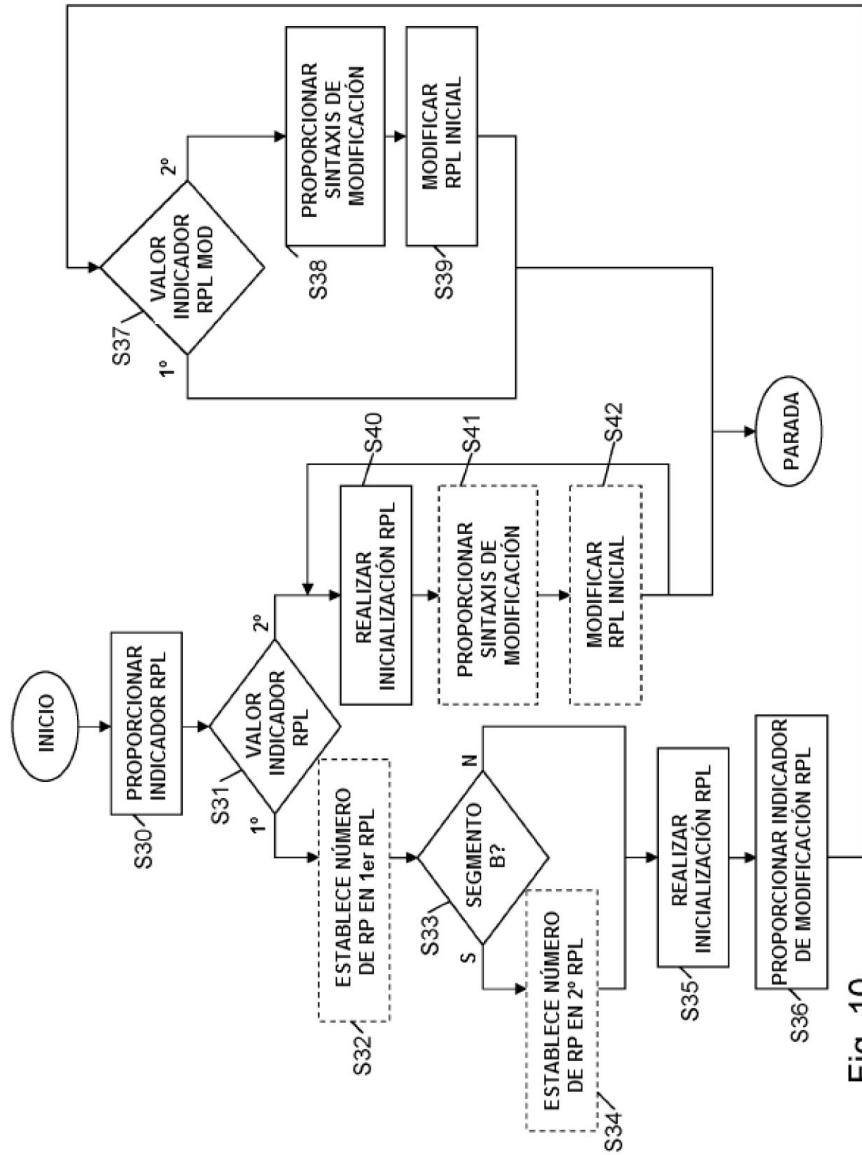 INICIO
PROPORCIONAR
INDICADOR RPL
S30
VALOR
INDICADOR
RPL
S31
1º
2º
ESTABLECE NÚMERO
DE RP EN 1er RPL
S32
SEGMENTO
B?
S33
S
N
ESTABLECE NÚMERO
DE RP EN 2º RPL
S34
REALIZAR
INICIALIZACIÓN RPL
S35
PROPORCIONAR INDICADOR
DE MODIFICACIÓN RPL
S36
REALIZAR
INICIALIZACIÓN RPL
S40
PROPORCIONAR
SINTAXIS DE
MODIFICACIÓN
S41
MODIFICAR
RPL INICIAL
S42
VALOR
INDICADOR
RPL MOD
S37
1º
2º
PROPORCIONAR
SINTAXIS DE
MODIFICACIÓN
S38
MODIFICAR
RPL INICIAL
S39
PARADA
Fig. 10